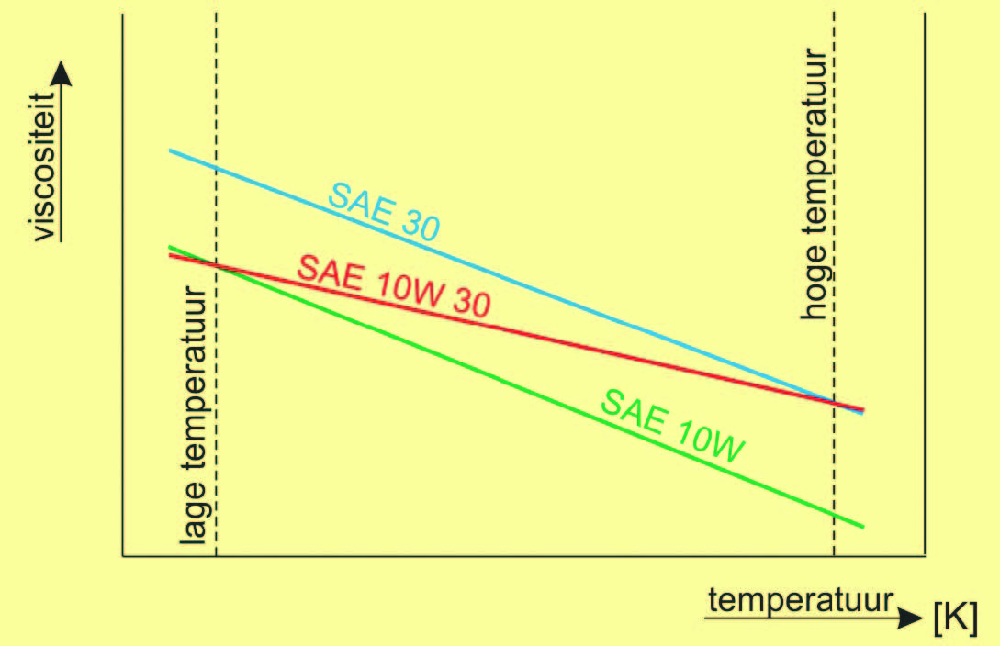 viscositeit
SAE 30
SAE 10W 30
SAE 10W
lage temperatuur
hoge temperatuur
temperatuur [K]